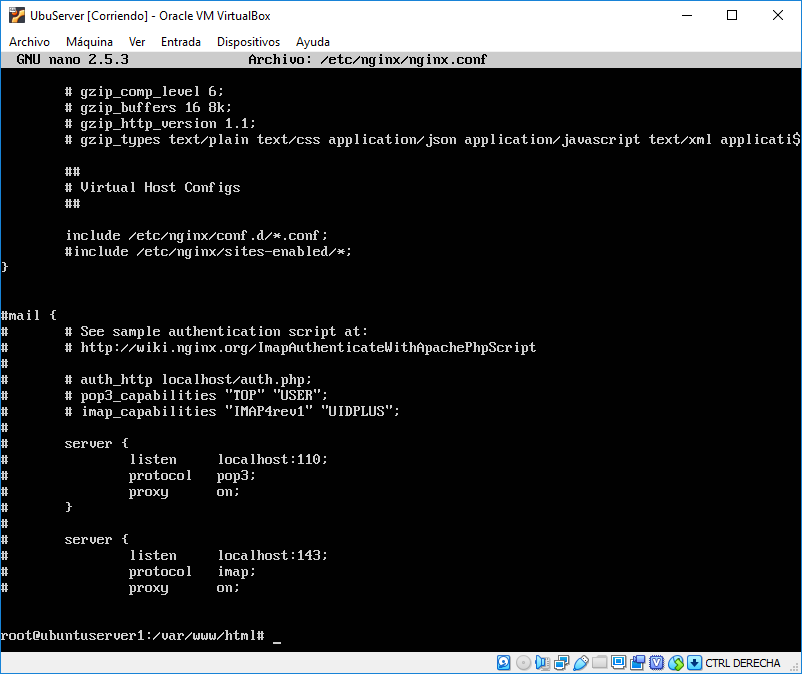 UbuServer [Corriendo] - Oracle VM VirtualBox
Archivo Máquina Ver Entrada Dispositivos Ayuda
GNU nano 2.5.3 Archivo: /etc/nginx/nginx.conf
# gzip_comp_level 6;
# gzip_buffers 16 8k;
# gzip_http_version 1.1;
# gzip_types text/plain text/css application/json application/javascript text/xml applicati$
##
# Virtual Host Configs
##
include /etc/nginx/conf.d/*.conf;
#include /etc/nginx/sites-enabled/*;
}
#mail {
# # See sample authentication script at:
# # http://wiki.nginx.org/ImapAuthenticateWithApachePhpScript
#
# # auth_http localhost/auth.php;
# # pop3_capabilities "TOP" "USER";
# # imap_capabilities "IMAP4rev1" "UIDPLUS";
#
# server {
# listen localhost:110;
# protocol pop3;
# proxy on;
# }
#
# server {
# listen localhost:143;
# protocol imap;
# proxy on;
root@ubuntuserver1:/var/www/html# _
CTRL DERECHA